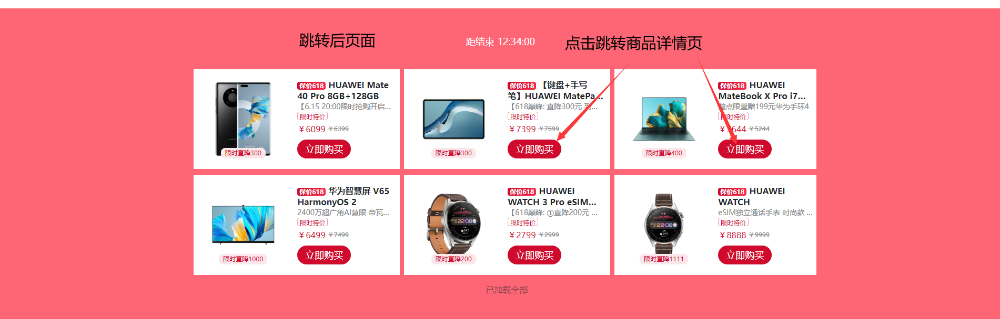 跳转后页面
距结束 12:34:00
点击跳转商品详情页
保价618 HUAWEI Mate
40 Pro 8GB+128GB
【6.15 20:00限时抢购开启...
限时特价
￥6099 ￥6399
立即购买
限时直降300
保价618 【键盘+手写
笔】HUAWEI MatePa...
【618巅峰: 直降300元 到...
限时特价
￥7399 ￥7699
立即购买
限时直降300
保价618 HUAWEI
MateBook X Pro i7...
整点限量赠199元华为手环4
限时特价
￥ 644 ￥5244
立即购买
限时直降400
保价618 华为智慧屏 V65
HarmonyOS 2
2400万超广角AI慧眼 帝瓦...
限时特价
￥6499 ￥7499
立即购买
限时直降1000
保价618 HUAWEI
WATCH 3 Pro eSIM...
【618巅峰: ①直降200元 ...
限时特价
￥2799 ￥2999
立即购买
限时直降200
保价618 HUAWEI
WATCH
eSIM独立通话手表 时尚款 ...
限时特价
￥8888 ￥9999
立即购买
限时直降1111
已加载全部